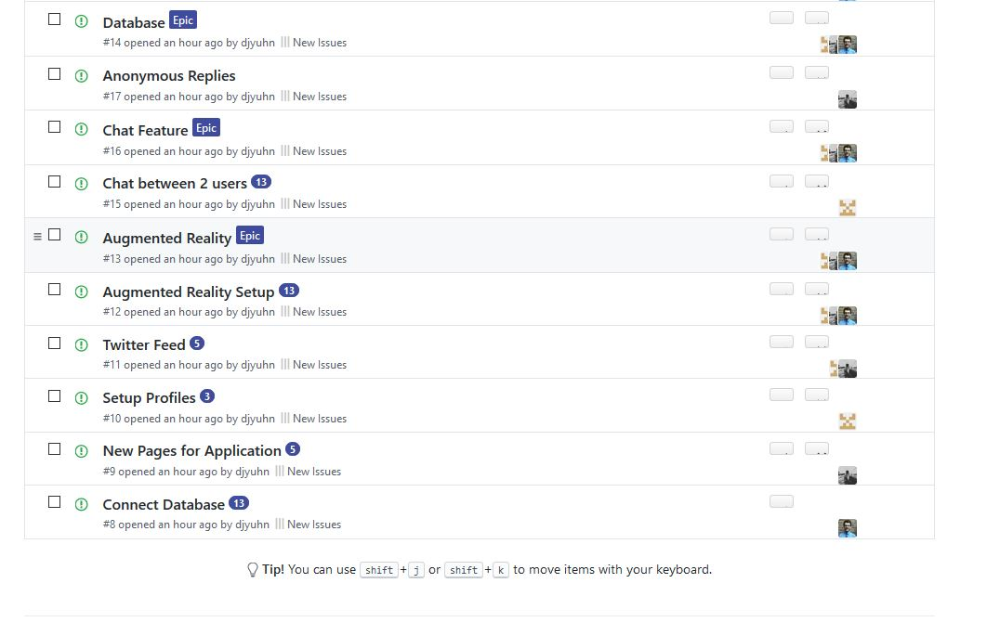 Database Epic
#14 opened an hour ago by djyuhn New Issues
Anonymous Replies
#17 opened an hour ago by djyuhn New Issues
Chat Feature Epic
#16 opened an hour ago by djyuhn New Issues
Chat between 2 users 13
#15 opened an hour ago by djyuhn New Issues
Augmented Reality Epic
#13 opened an hour ago by djyuhn New Issues
Augmented Reality Setup 13
#12 opened an hour ago by djyuhn New Issues
Twitter Feed 5
#11 opened an hour ago by djyuhn New Issues
Setup Profiles 3
#10 opened an hour ago by djyuhn New Issues
New Pages for Application 5
#9 opened an hour ago by djyuhn New Issues
Connect Database 13
#8 opened an hour ago by djyuhn New Issues
Tip! You can use shift+j or shift+k to move items with your keyboard.